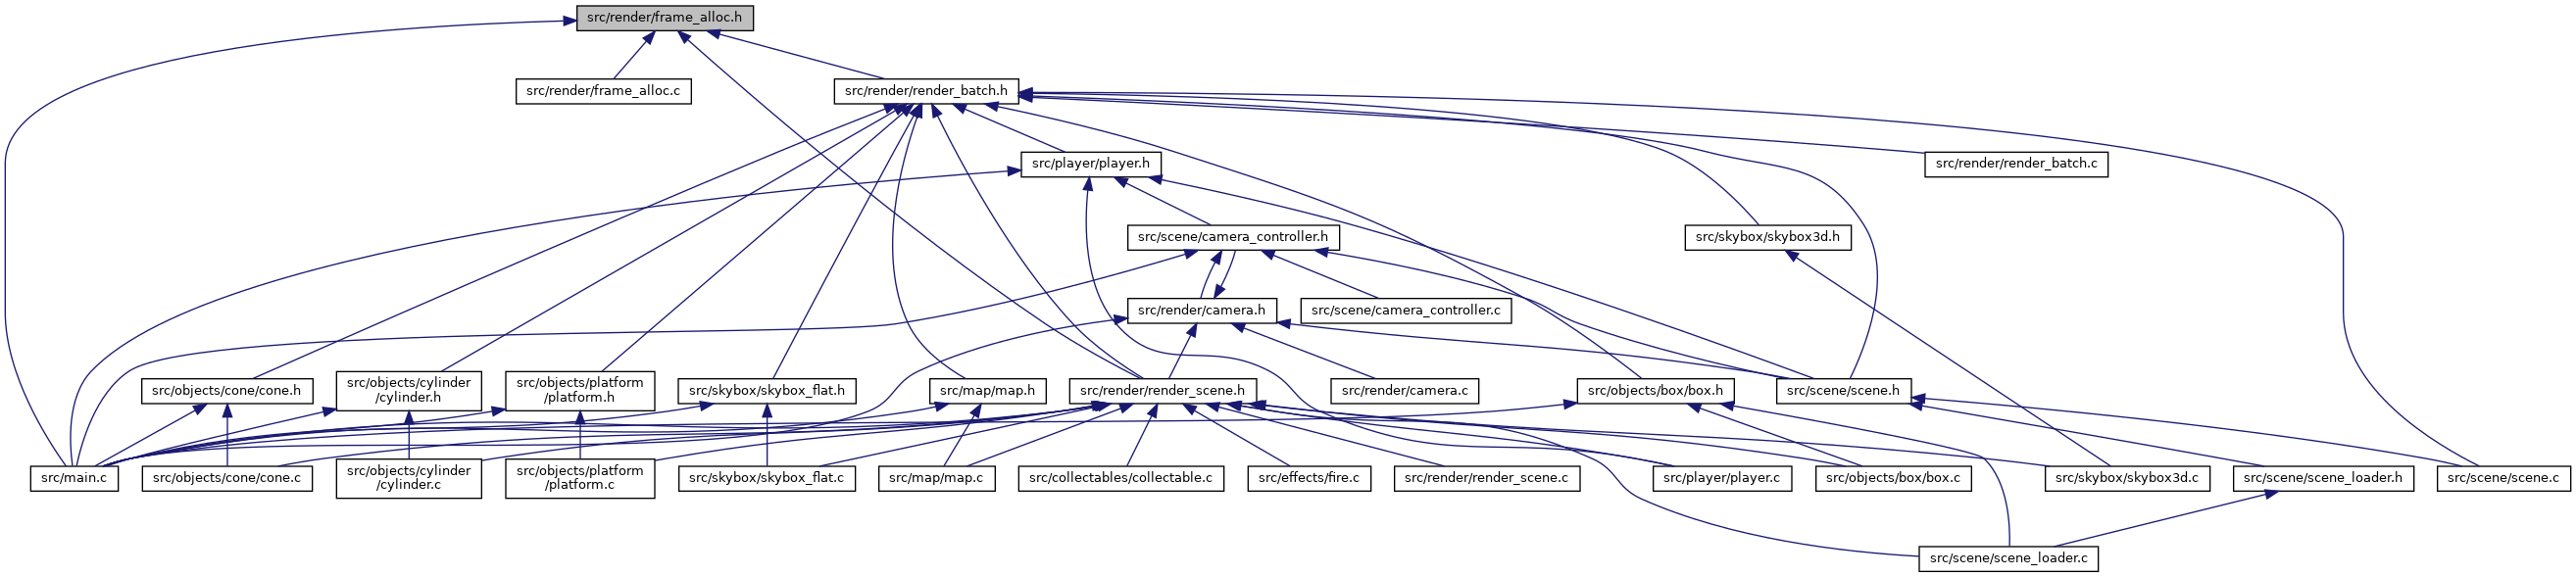 src/render/frame_alloc.h
src/render/frame_alloc.c
src/render/render_batch.h
src/player/player.h
src/render/render_batch.c
src/scene/camera_controller.h
src/skybox/skybox3d.h
src/render/camera.h
src/scene/camera_controller.c
src/objects/cone/cone.h
src/objects/cylinder
/cylinder.h
src/objects/platform
/platform.h
src/skybox/skybox_flat.h
src/map/map.h
src/render/render_scene.h
src/render/camera.c
src/objects/box/box.h
src/scene/scene.h
src/main.c
src/objects/cone/cone.c
src/objects/cylinder
/cylinder.c
src/objects/platform
/platform.c
src/skybox/skybox_flat.c
src/map/map.c
src/collectables/collectable.c
src/effects/fire.c
src/render/render_scene.c
src/player/player.c
src/objects/box/box.c
src/skybox/skybox3d.c
src/scene/scene_loader.h
src/scene/scene.c
src/scene/scene_loader.c